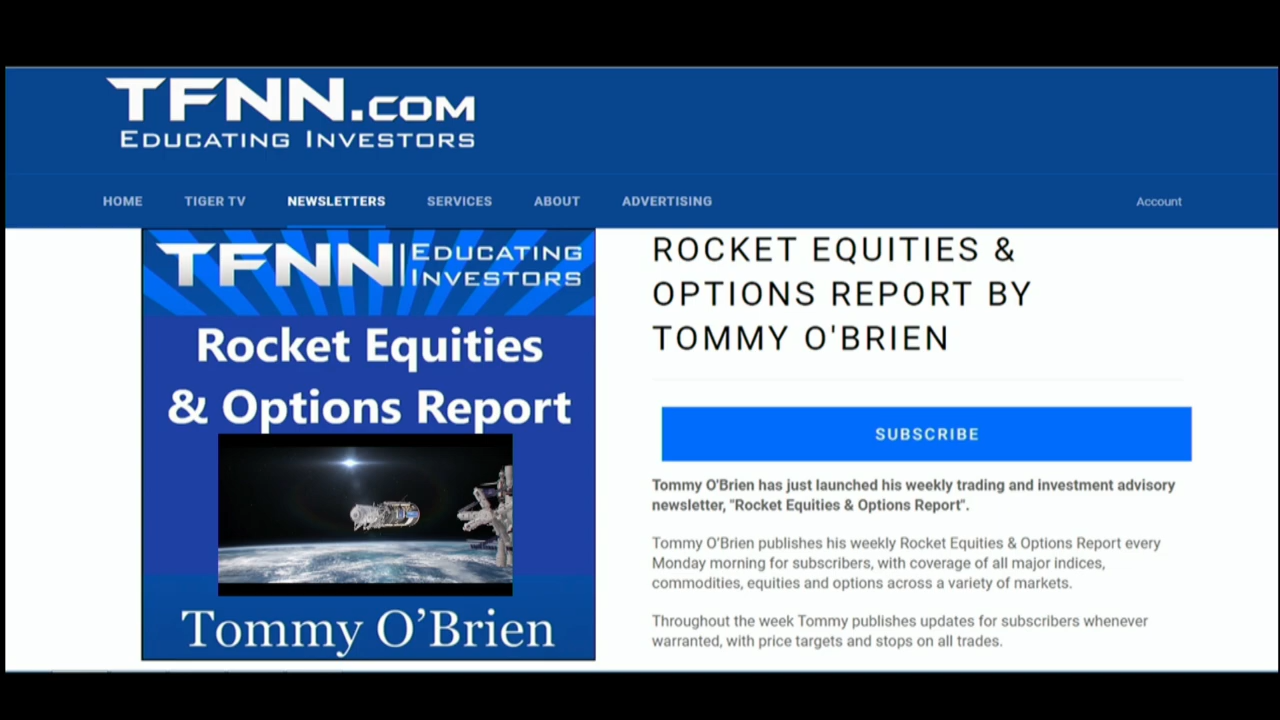 TFNN.COM
EDUCATING INVESTORS
HOME TIGER TV NEWSLETTERS SERVICES ABOUT ADVERTISING Account
TFNN EDUCATING
INVESTORS
Rocket Equities
& Options Report
Tommy O’Brien
ROCKET EQUITIES &
OPTIONS REPORT BY
TOMMY O'BRIEN
SUBSCRIBE
Tommy O'Brien has just launched his weekly trading and investment advisory
newsletter, "Rocket Equities & Options Report".
Tommy O’Brien publishes his weekly Rocket Equities & Options Report every
Monday morning for subscribers, with coverage of all major indices,
commodities, equities and options across a variety of markets.
Throughout the week Tommy publishes updates for subscribers whenever
warranted, with price targets and stops on all trades.